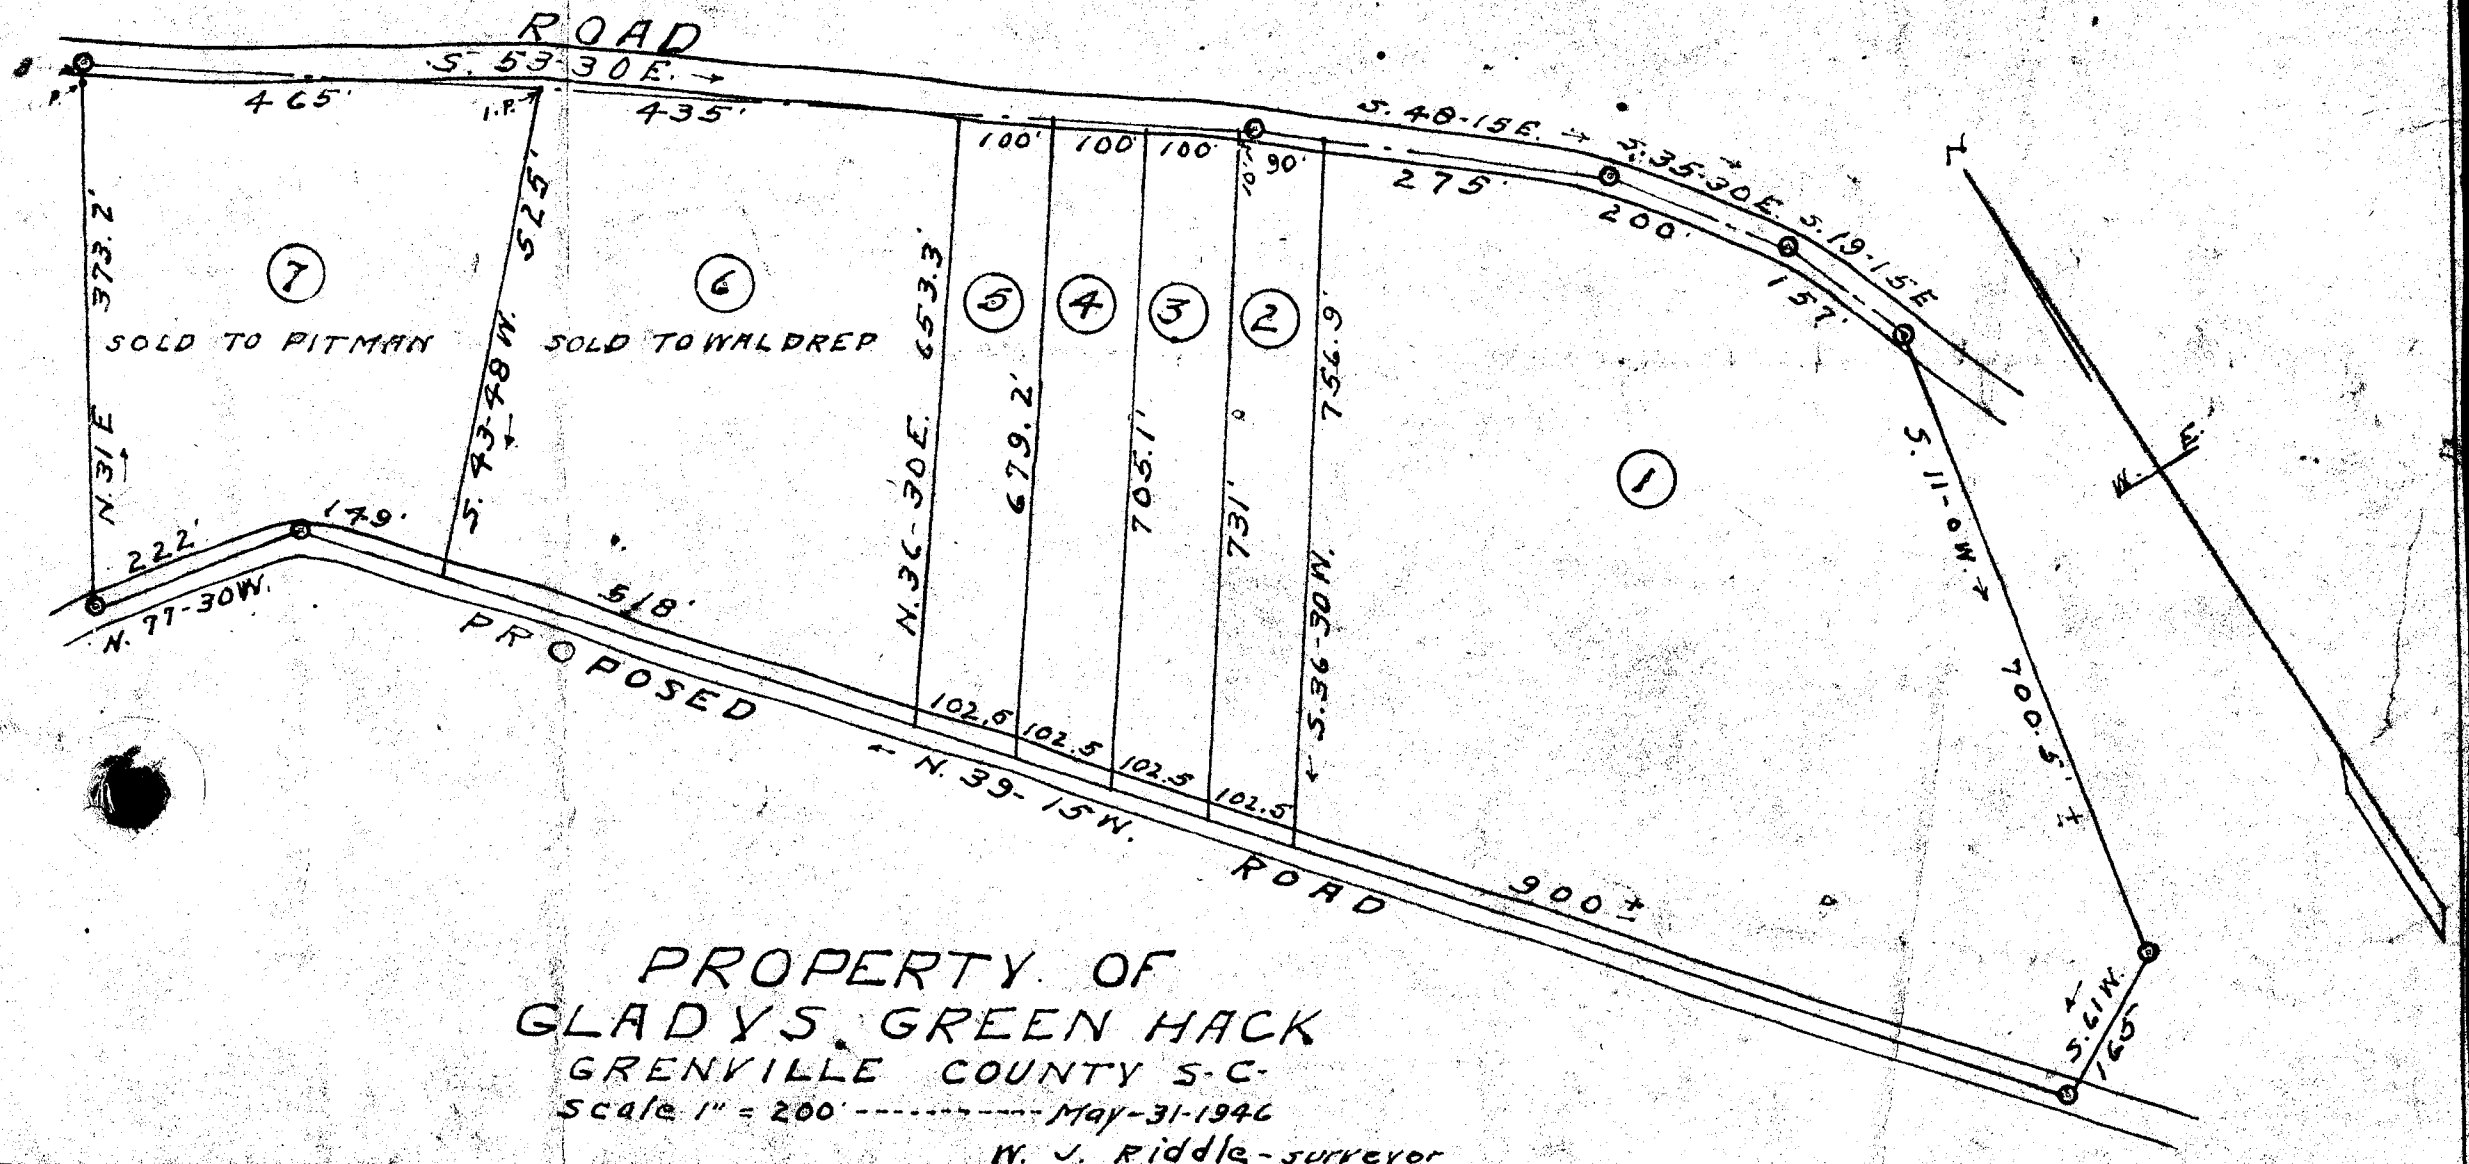 ROAD
S. 53-30 E. →
465'
I.P.
435'
100'
100'
100'
10'
90'
S. 48-15 E. →
275'
S. 35-30 E. →
200'
S. 19-15 E
157'
E.
W.
373.2'
N. 31 E
7
SOLD TO PITMAN
525'
S. 43-48 W.
6
SOLD TO WALDREP
653.3'
N. 36-30 E.
5
679.2'
4
705.1'
3
731'
2
756.9'
← S. 36-30 W.
1
S. 11-0 W. →
700.5' ±
222'
N. 77-30 W.
149'
518'
PROPOSED
102.6
102.5
102.5
102.5
← N. 39-15 W.
ROAD
900 ±
S. 61 W.
165'
PROPERTY OF
GLADYS. GREEN HACK
GRENVILLE COUNTY S-C-
Scale 1" = 200' ----------- May-31-1946
W. J. Riddle-surveyor